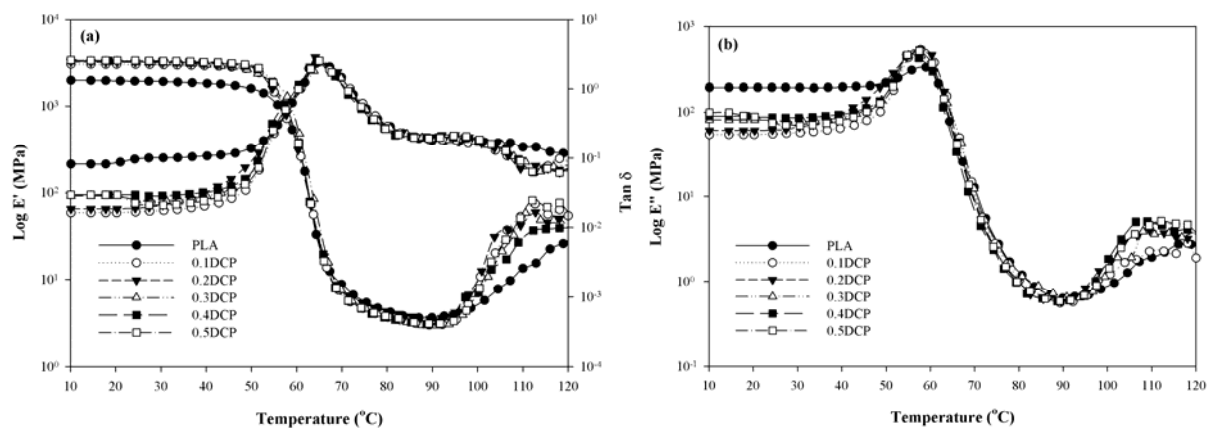 (a)
Log E' (MPa)
10⁴
10³
10²
10¹
10⁰
Tan δ
10¹
10⁰
10⁻¹
10⁻²
10⁻³
10⁻⁴
PLA
0.1DCP
0.2DCP
0.3DCP
0.4DCP
0.5DCP
10 20 30 40 50 60 70 80 90 100 110 120
Temperature (°C)
(b)
Log E'' (MPa)
10³
10²
10¹
10⁰
10⁻¹
PLA
0.1DCP
0.2DCP
0.3DCP
0.4DCP
0.5DCP
10 20 30 40 50 60 70 80 90 100 110 120
Temperature (°C)